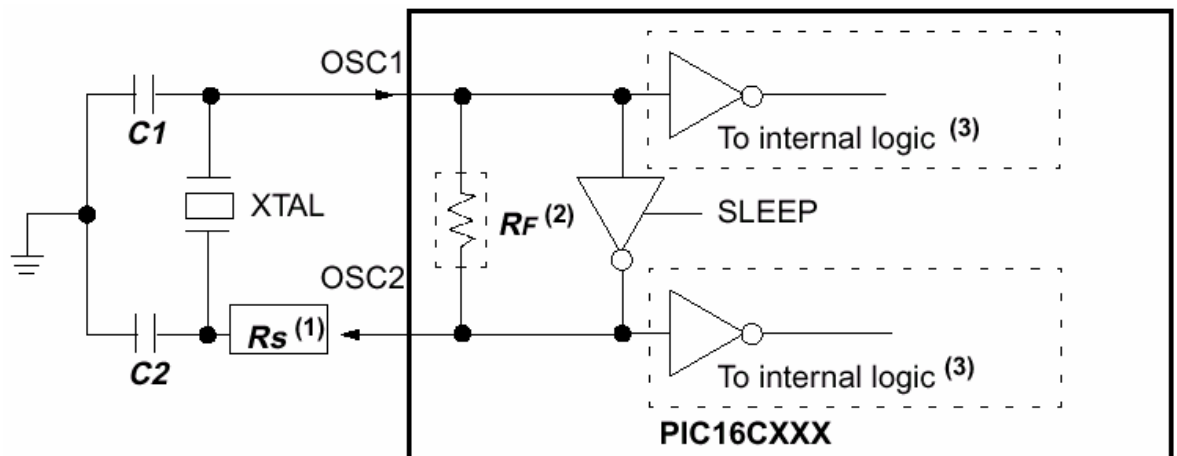 OSC1
C1
To internal logic (3)
XTAL
RF (2)
SLEEP
OSC2
Rs (1)
C2
To internal logic (3)
PIC16CXXX